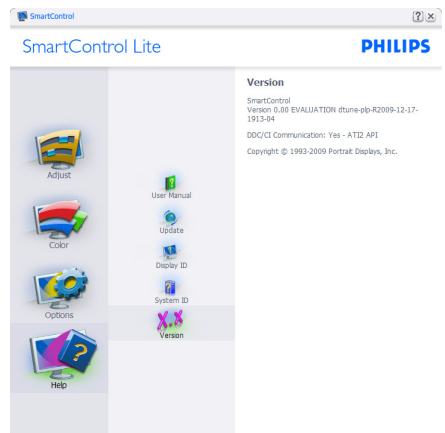 SmartControl
SmartControl Lite
PHILIPS
Adjust
Color
Options
Help
User Manual
Update
Display ID
System ID
X.X
Version
Version
SmartControl
Version 0.00 EVALUATION dtune-plp-R2009-12-17-
1913-04
DDC/CI Communication: Yes - ATI2 API
Copyright © 1993-2009 Portrait Displays, Inc.